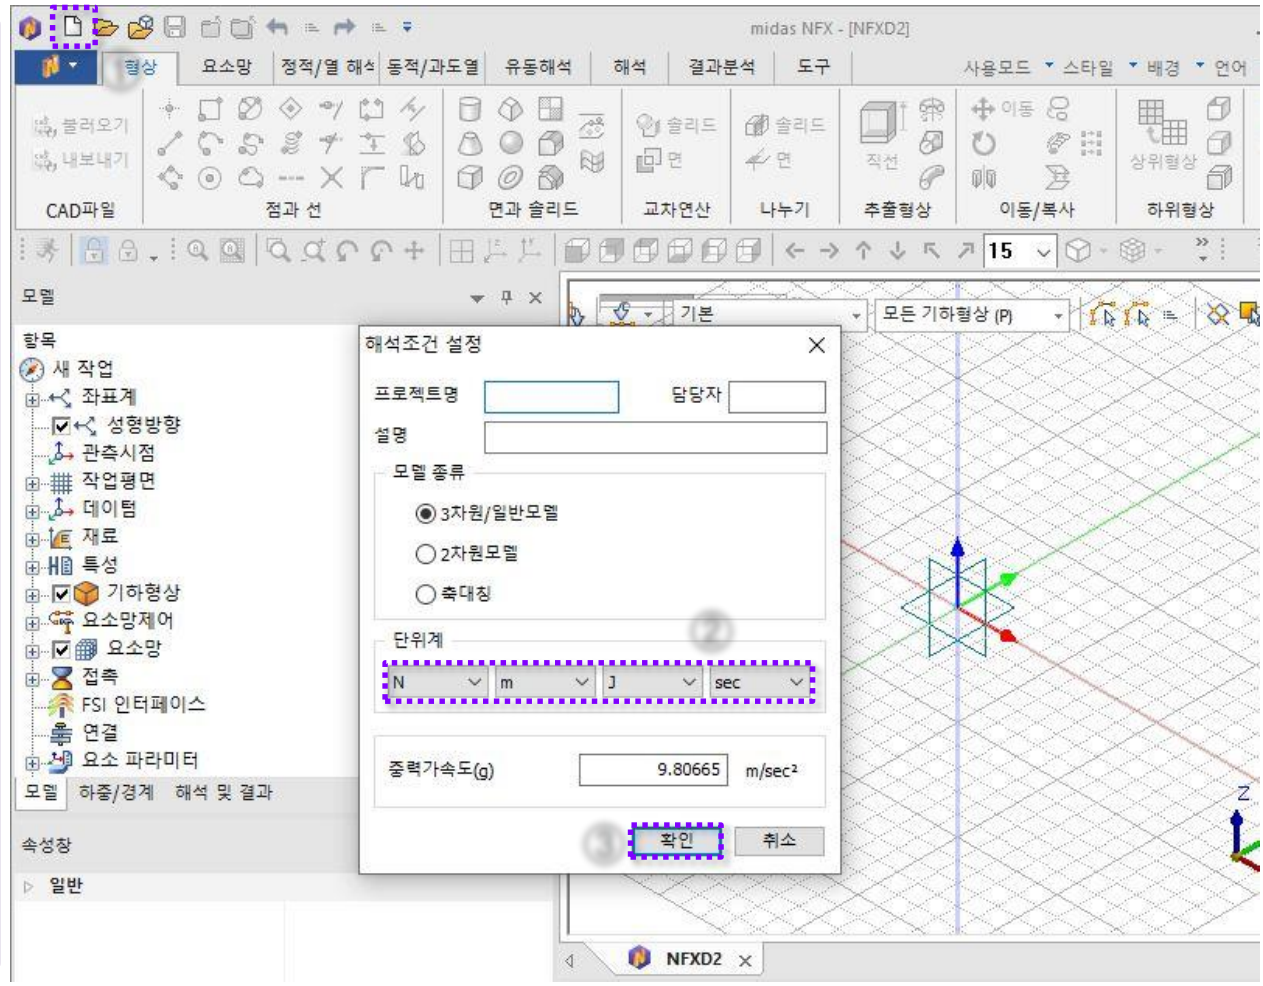 midas NFX - [NFXD2]
1
형상 요소망 정적/열 해석 동적/과도열 유동해석 해석 결과분석 도구
사용모드 스타일 배경 언어
불러오기
내보내기
CAD파일
점과 선
면과 솔리드
솔리드
면
교차연산
솔리드
면
나누기
직선
추출형상
이동
이동/복사
상위형상
하위형상
15
모델
기본
모든 기하형상 (P)
항목
새 작업
좌표계
성형방향
관측시점
작업평면
데이텀
재료
특성
기하형상
요소망제어
요소망
접촉
FSI 인터페이스
연결
요소 파라미터
모델 하중/경계 해석 및 결과
속성창
일반
해석조건 설정
프로젝트명
담당자
설명
모델 종류
3차원/일반모델
2차원모델
축대칭
단위계
2
N m J sec
중력가속도(g) 9.80665 m/sec²
3
확인 취소
Z
NFXD2